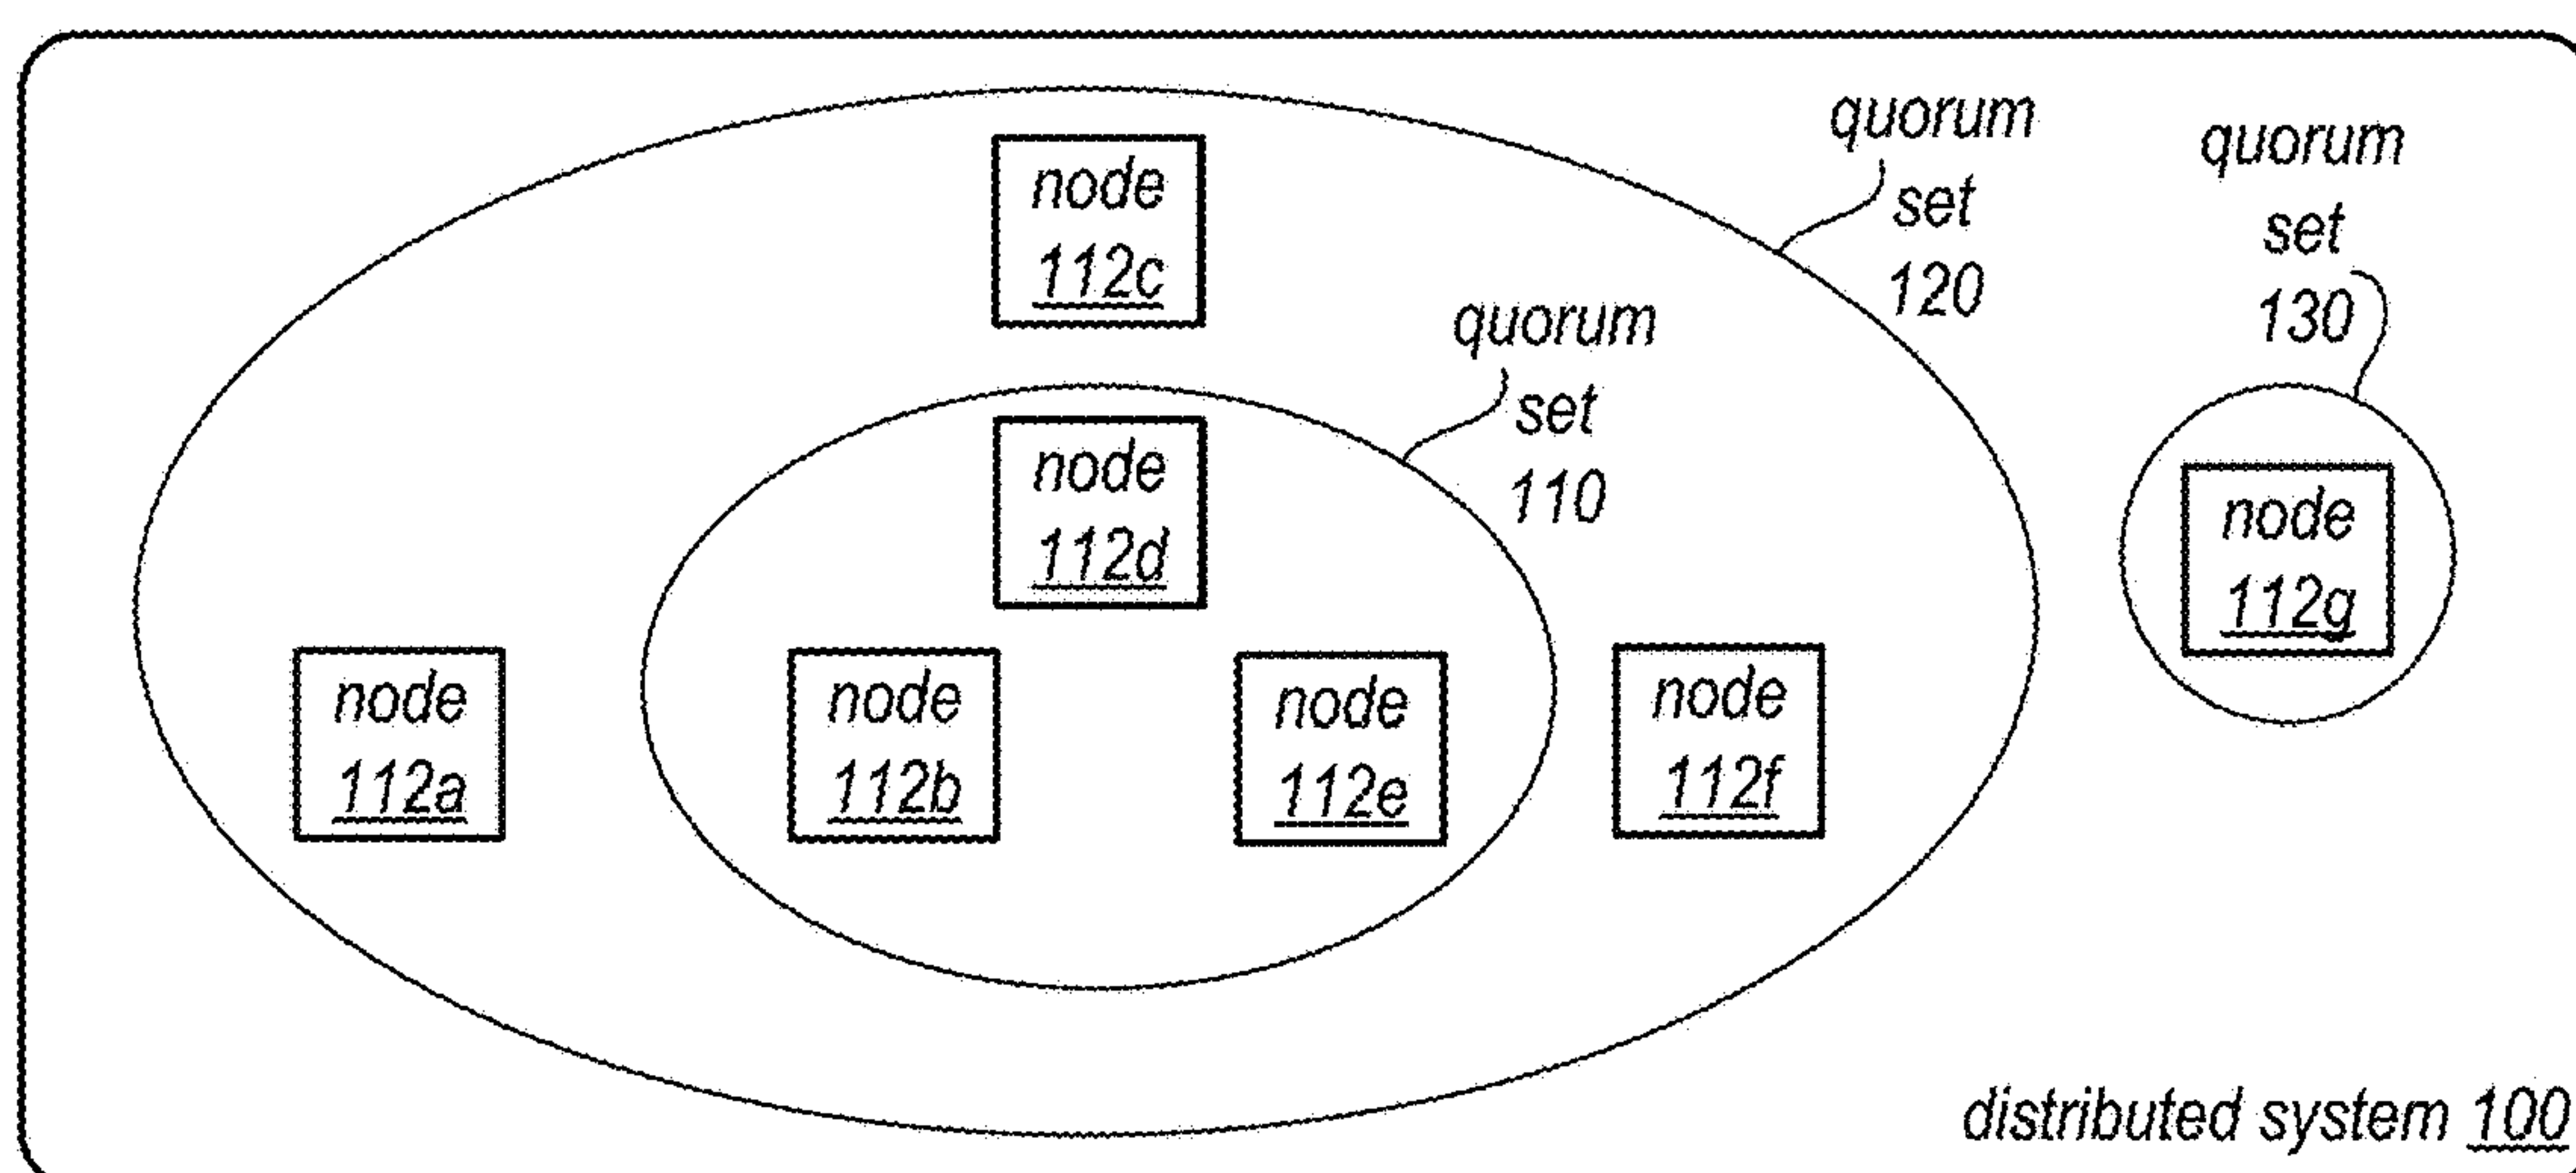 quorum
set
120
quorum
set
130
node
112c
quorum
set
110
node
112d
node
112g
node
112a
node
112b
node
112e
node
112f
distributed system 100